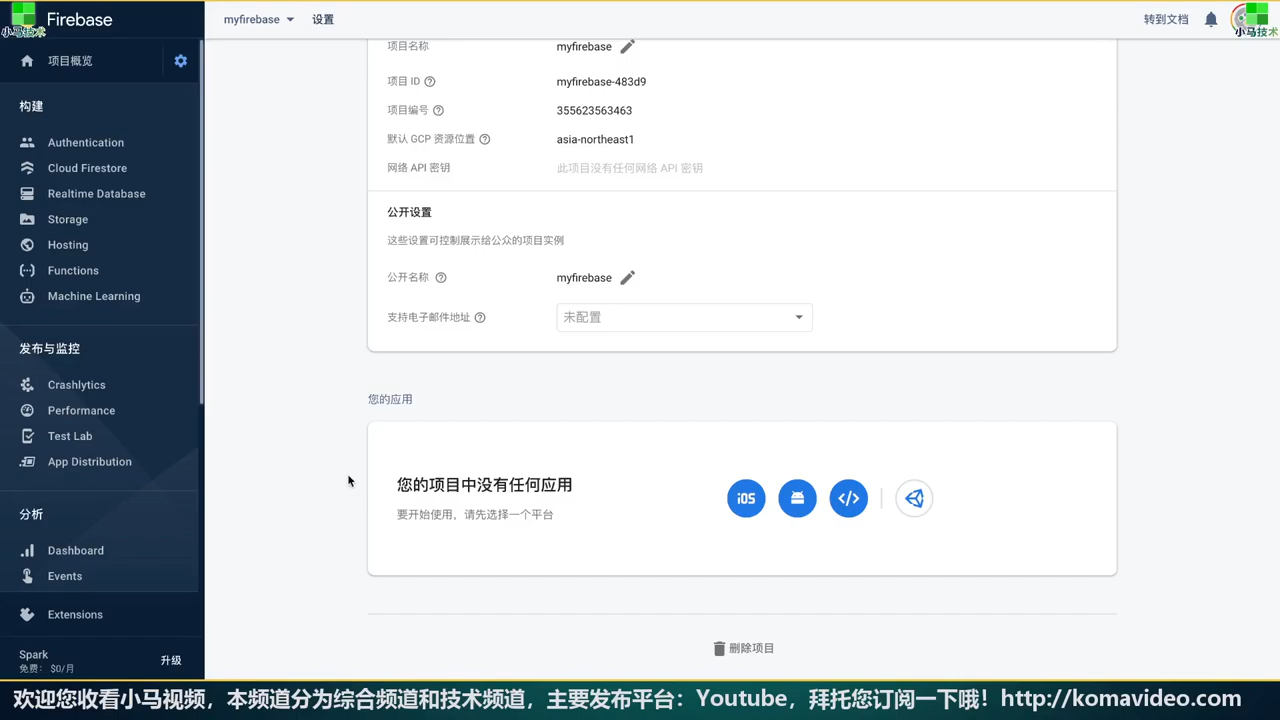 Firebase
小马技术
myfirebase
设置
转到文档
小马技术
项目概览
构建
Authentication
Cloud Firestore
Realtime Database
Storage
Hosting
Functions
Machine Learning
发布与监控
Crashlytics
Performance
Test Lab
App Distribution
分析
Dashboard
Events
Extensions
Spark
免费: $0/月
升级
项目名称 myfirebase
项目 ID myfirebase-483d9
项目编号 355623563463
默认 GCP 资源位置 asia-northeast1
网络 API 密钥 此项目没有任何网络 API 密钥
公开设置
这些设置可控制展示给公众的项目实例
公开名称 myfirebase
支持电子邮件地址 未配置
您的应用
您的项目中没有任何应用
要开始使用，请先选择一个平台
iOS
删除项目
欢迎您收看小马视频，本频道分为综合频道和技术频道，主要发布平台：Youtube，拜托您订阅一下哦！http://komavideo.com